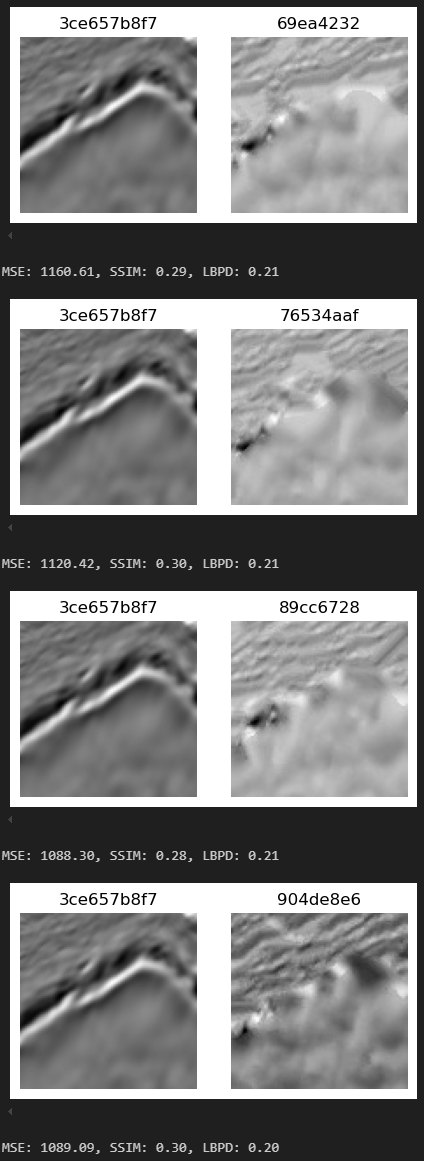 3ce657b8f7 69ea4232
MSE: 1160.61, SSIM: 0.29, LBPD: 0.21
3ce657b8f7 76534aaf
MSE: 1120.42, SSIM: 0.30, LBPD: 0.21
3ce657b8f7 89cc6728
MSE: 1088.30, SSIM: 0.28, LBPD: 0.21
3ce657b8f7 904de8e6
MSE: 1089.09, SSIM: 0.30, LBPD: 0.20